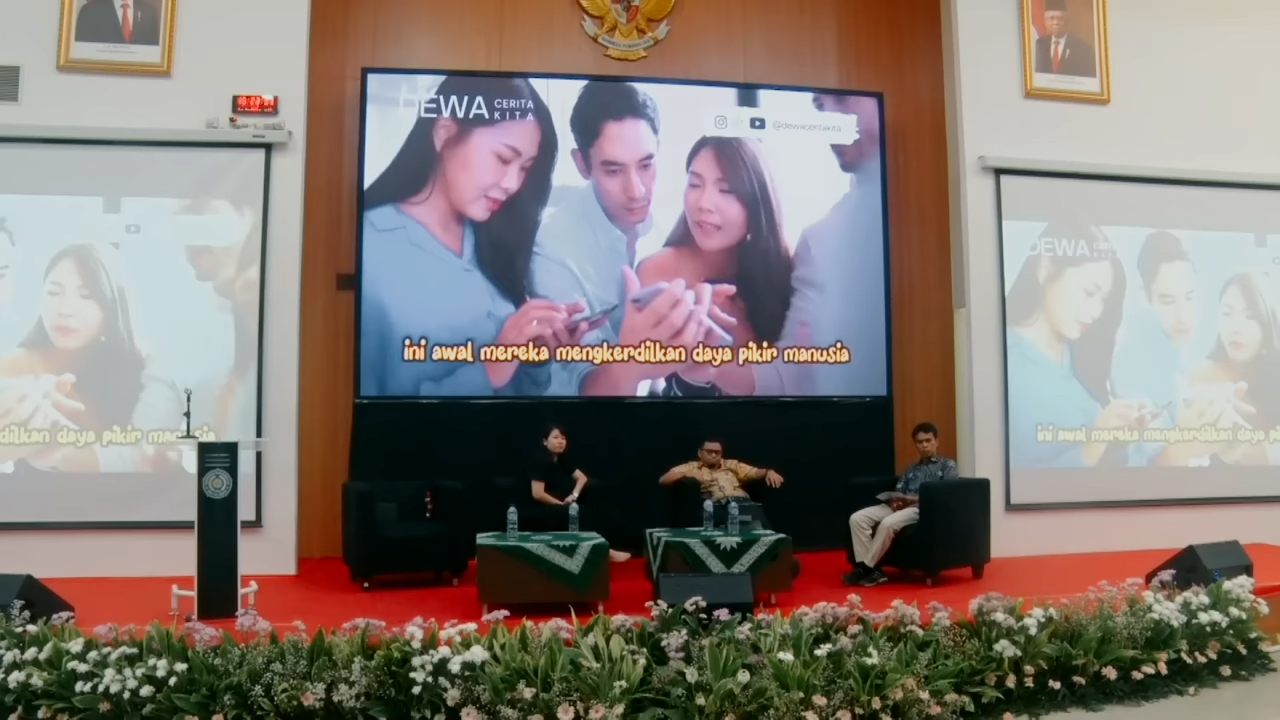 DEWA CERITA
KITA
@dewaceritakita
ini awal mereka mengkerdilkan daya pikir manusia
dilkan daya pikir manusia
DEWA
ini awal mereka mengkerdilkan daya